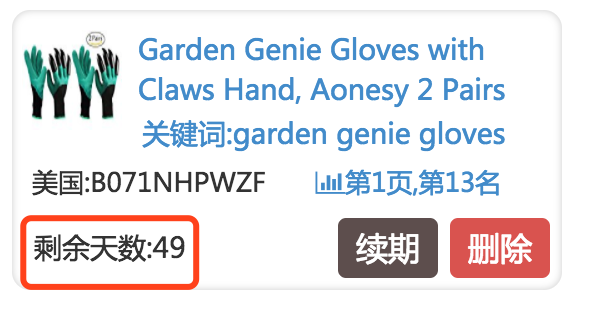 2Pairs
Garden Genie Gloves with
Claws Hand, Aonesy 2 Pairs
关键词:garden genie gloves
美国:B071NHPWZF
第1页,第13名
剩余天数:49
续期
删除